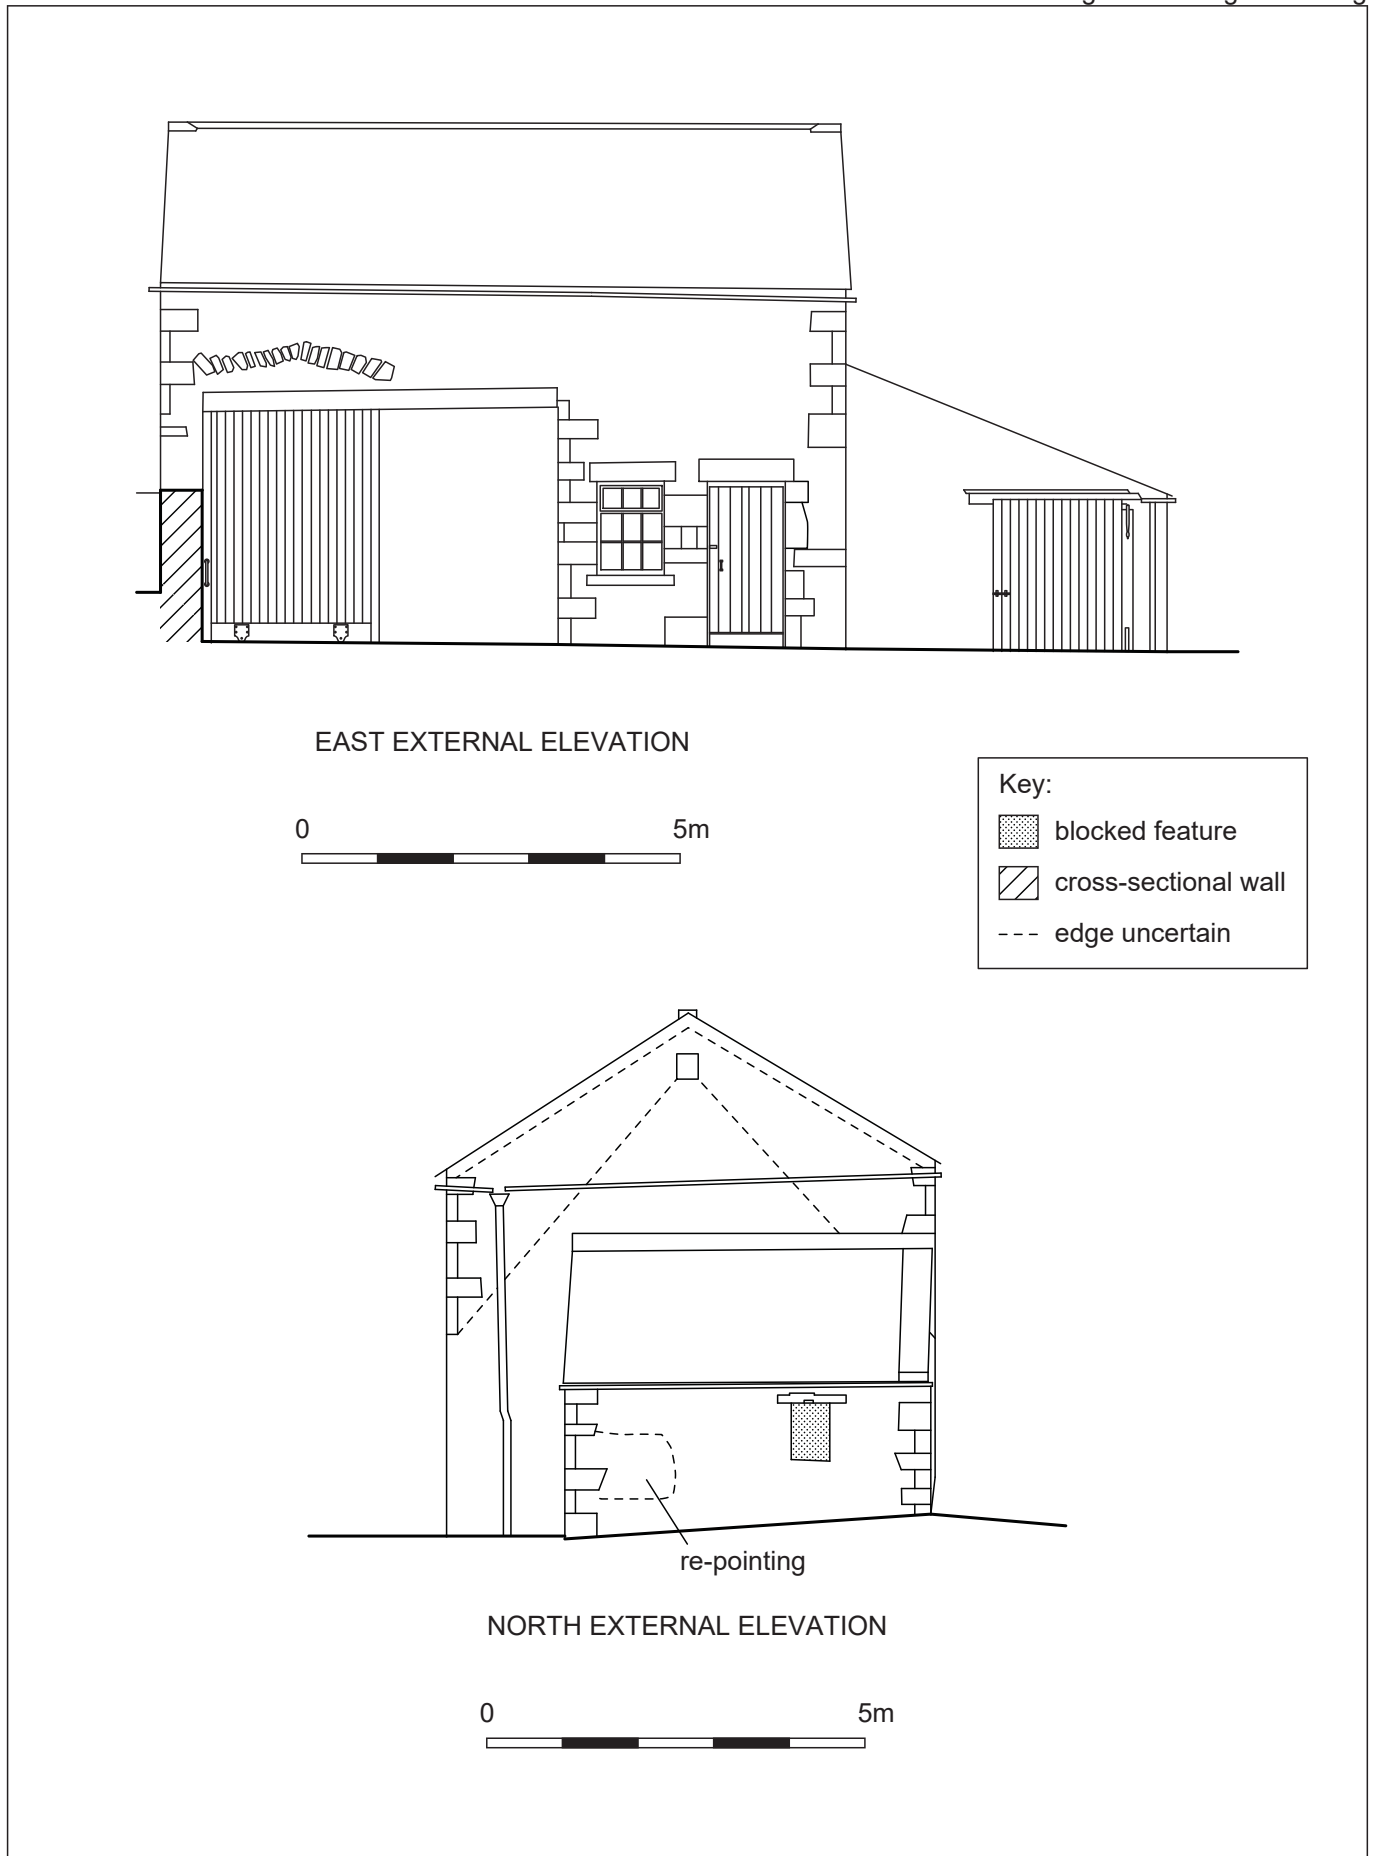 EAST EXTERNAL ELEVATION
0 5m
Key:
blocked feature
cross-sectional wall
edge uncertain
re-pointing
NORTH EXTERNAL ELEVATION
0 5m